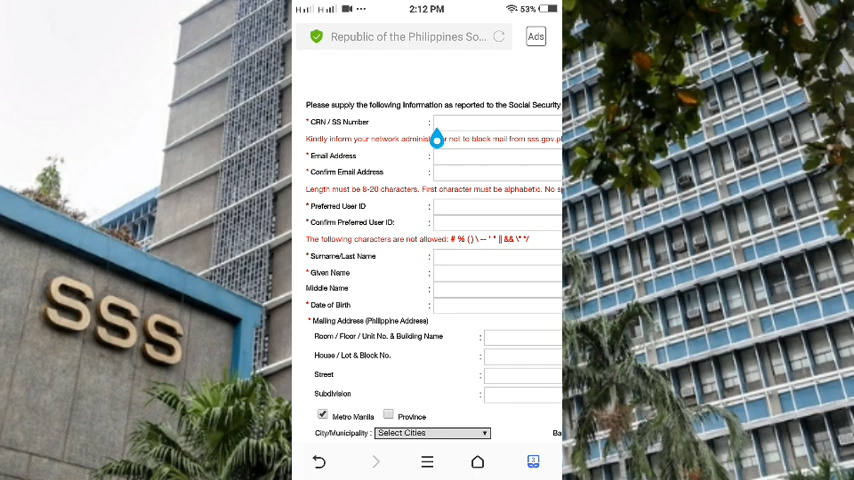 2:12 PM
53%
Republic of the Philippines So...
Ads
Please supply the following Information as reported to the Social Security
* CRN / SS Number :
Kindly inform your network administ or not to block mail from sss.gov.p
* Email Address :
* Confirm Email Address :
Length must be 8-20 characters. First character must be alphabetic. No s
* Preferred User ID :
* Confirm Preferred User ID: :
The following characters are not allowed: # % ( ) \ -- ' " || && \* */
* Surname/Last Name :
* Given Name :
Middle Name :
* Date of Birth :
* Mailing Address (Philippine Address)
Room / Floor / Unit No. & Building Name :
House / Lot & Block No. :
Street :
Subdivision :
Metro Manila Province
City/Municipality : Select Cities Ba
SSS